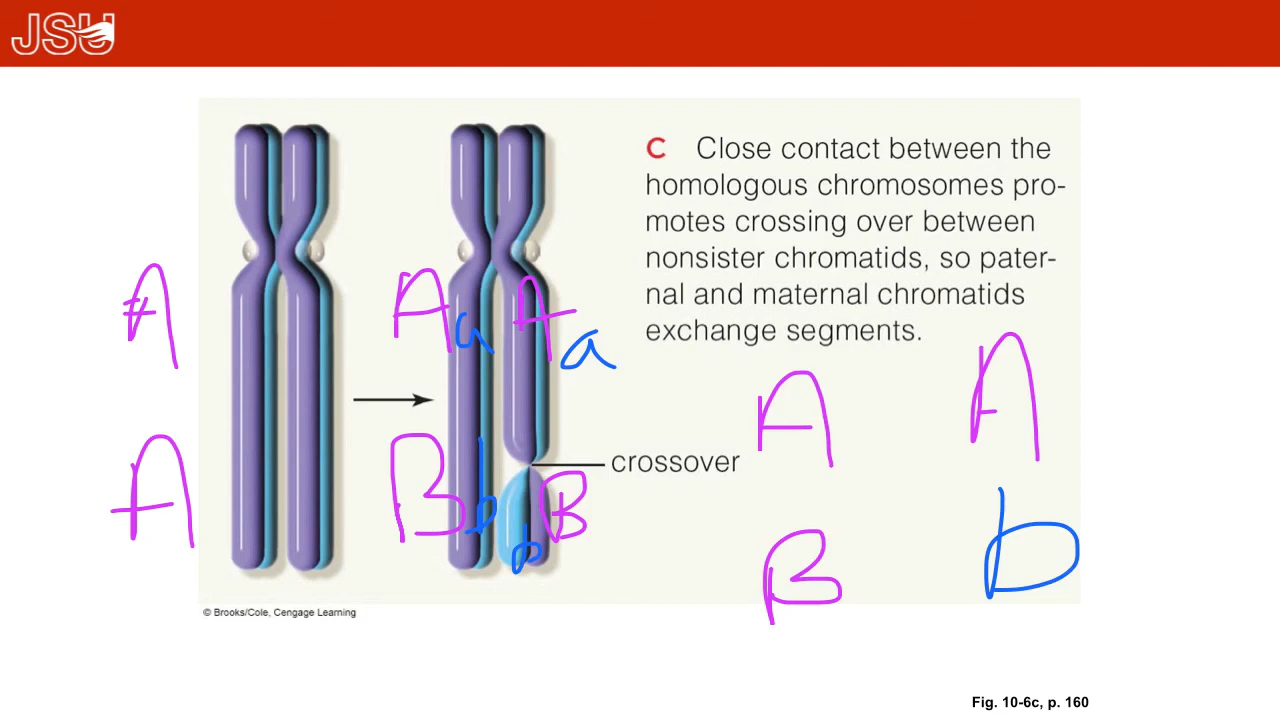 JSU
C Close contact between the
homologous chromosomes pro-
motes crossing over between
nonsister chromatids, so pater-
nal and maternal chromatids
exchange segments.
A
A
A a A a
B b b B
crossover
A A
B b
© Brooks/Cole, Cengage Learning
Fig. 10-6c, p. 160